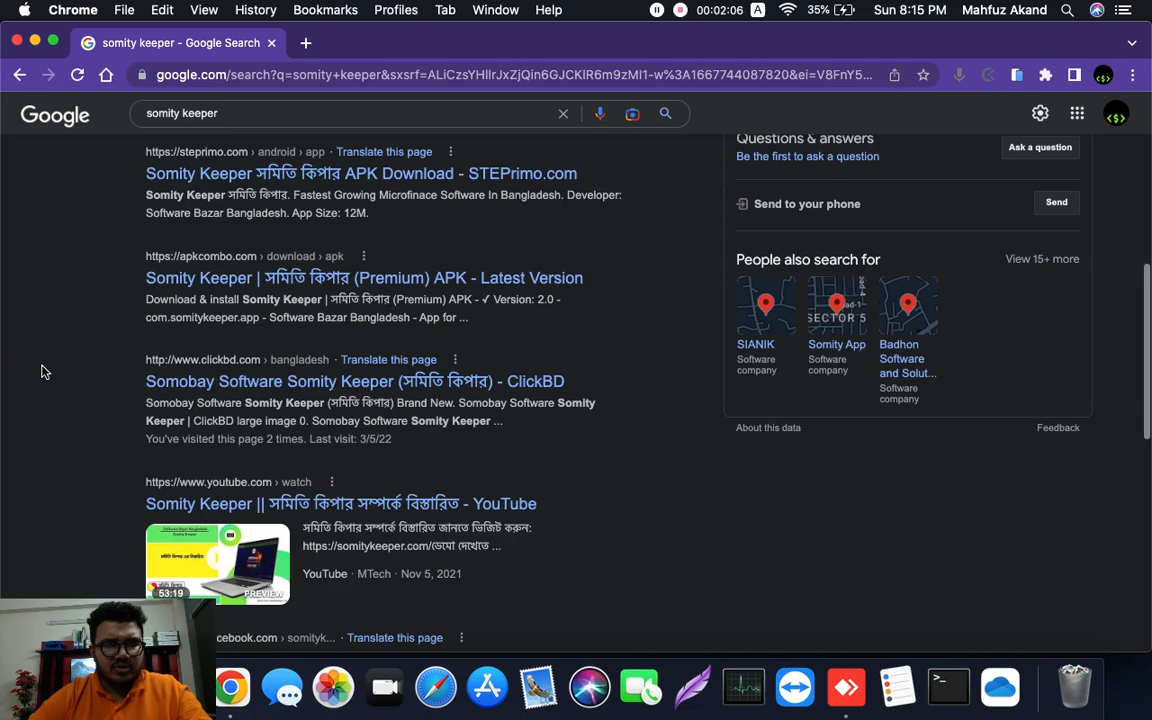 Chrome File Edit View History Bookmarks Profiles Tab Window Help 00:02:06 A 35% Sun 8:15 PM Mahfuz Akand
somity keeper - Google Search
google.com/search?q=somity+keeper&sxsrf=ALiCzsYHllrJxZjQin6GJCKlR6m9zMl1-w%3A1667744087820&ei=V8FnY5...
Google
somity keeper
https://steprimo.com › android › app · Translate this page
Somity Keeper সমিতি কিপার APK Download - STEPrimo.com
Somity Keeper সমিতি কিপার. Fastest Growing Microfinace Software In Bangladesh. Developer:
Software Bazar Bangladesh. App Size: 12M.
https://apkcombo.com › download › apk
Somity Keeper | সমিতি কিপার (Premium) APK - Latest Version
Download & install Somity Keeper | সমিতি কিপার (Premium) APK - ✓ Version: 2.0 -
com.somitykeeper.app - Software Bazar Bangladesh - App for ...
http://www.clickbd.com › bangladesh · Translate this page
Somobay Software Somity Keeper (সমিতি কিপার) - ClickBD
Somobay Software Somity Keeper (সমিতি কিপার) Brand New. Somobay Software Somity
Keeper | ClickBD large image 0. Somobay Software Somity Keeper ...
You've visited this page 2 times. Last visit: 3/5/22
https://www.youtube.com › watch
Somity Keeper || সমিতি কিপার সম্পর্কে বিস্তারিত - YouTube
সমিতি কিপার সম্পর্কে বিস্তারিত জানতে ভিজিট করুন:
https://somitykeeper.com/ডেমো দেখেতে ...
YouTube · MTech · Nov 5, 2021
53:19
PREVIEW
cebook.com › somityk... · Translate this page
Questions & answers
Be the first to ask a question
Ask a question
Send to your phone
Send
People also search for
View 15+ more
SECTOR 5
SIANIK
Software
company
Somity App
Software
company
Badhon
Software
and Solut...
Software
company
About this data
Feedback